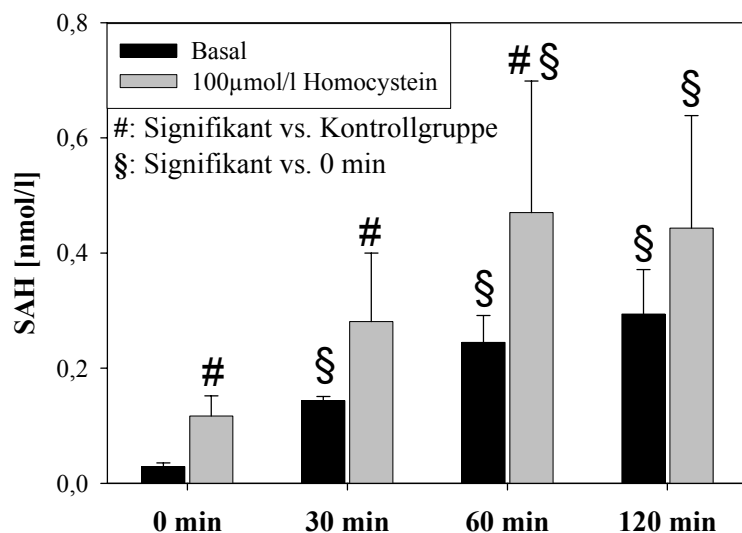 0,8
0,6
0,4
0,2
0,0
SAH [nmol/l]
Basal
100µmol/l Homocystein
#: Signifikant vs. Kontrollgruppe
§: Signifikant vs. 0 min
#
§
#
§
# §
§
§
0 min 30 min 60 min 120 min